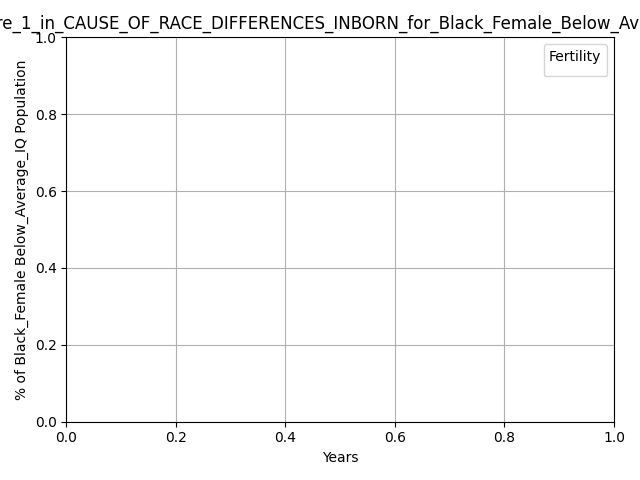 re_1_in_CAUSE_OF_RACE_DIFFERENCES_INBORN_for_Black_Female_Below_Av
Fertility
% of Black_Female Below_Average_IQ Population
1.0
0.8
0.6
0.4
0.2
0.0
0.0 0.2 0.4 0.6 0.8 1.0
Years